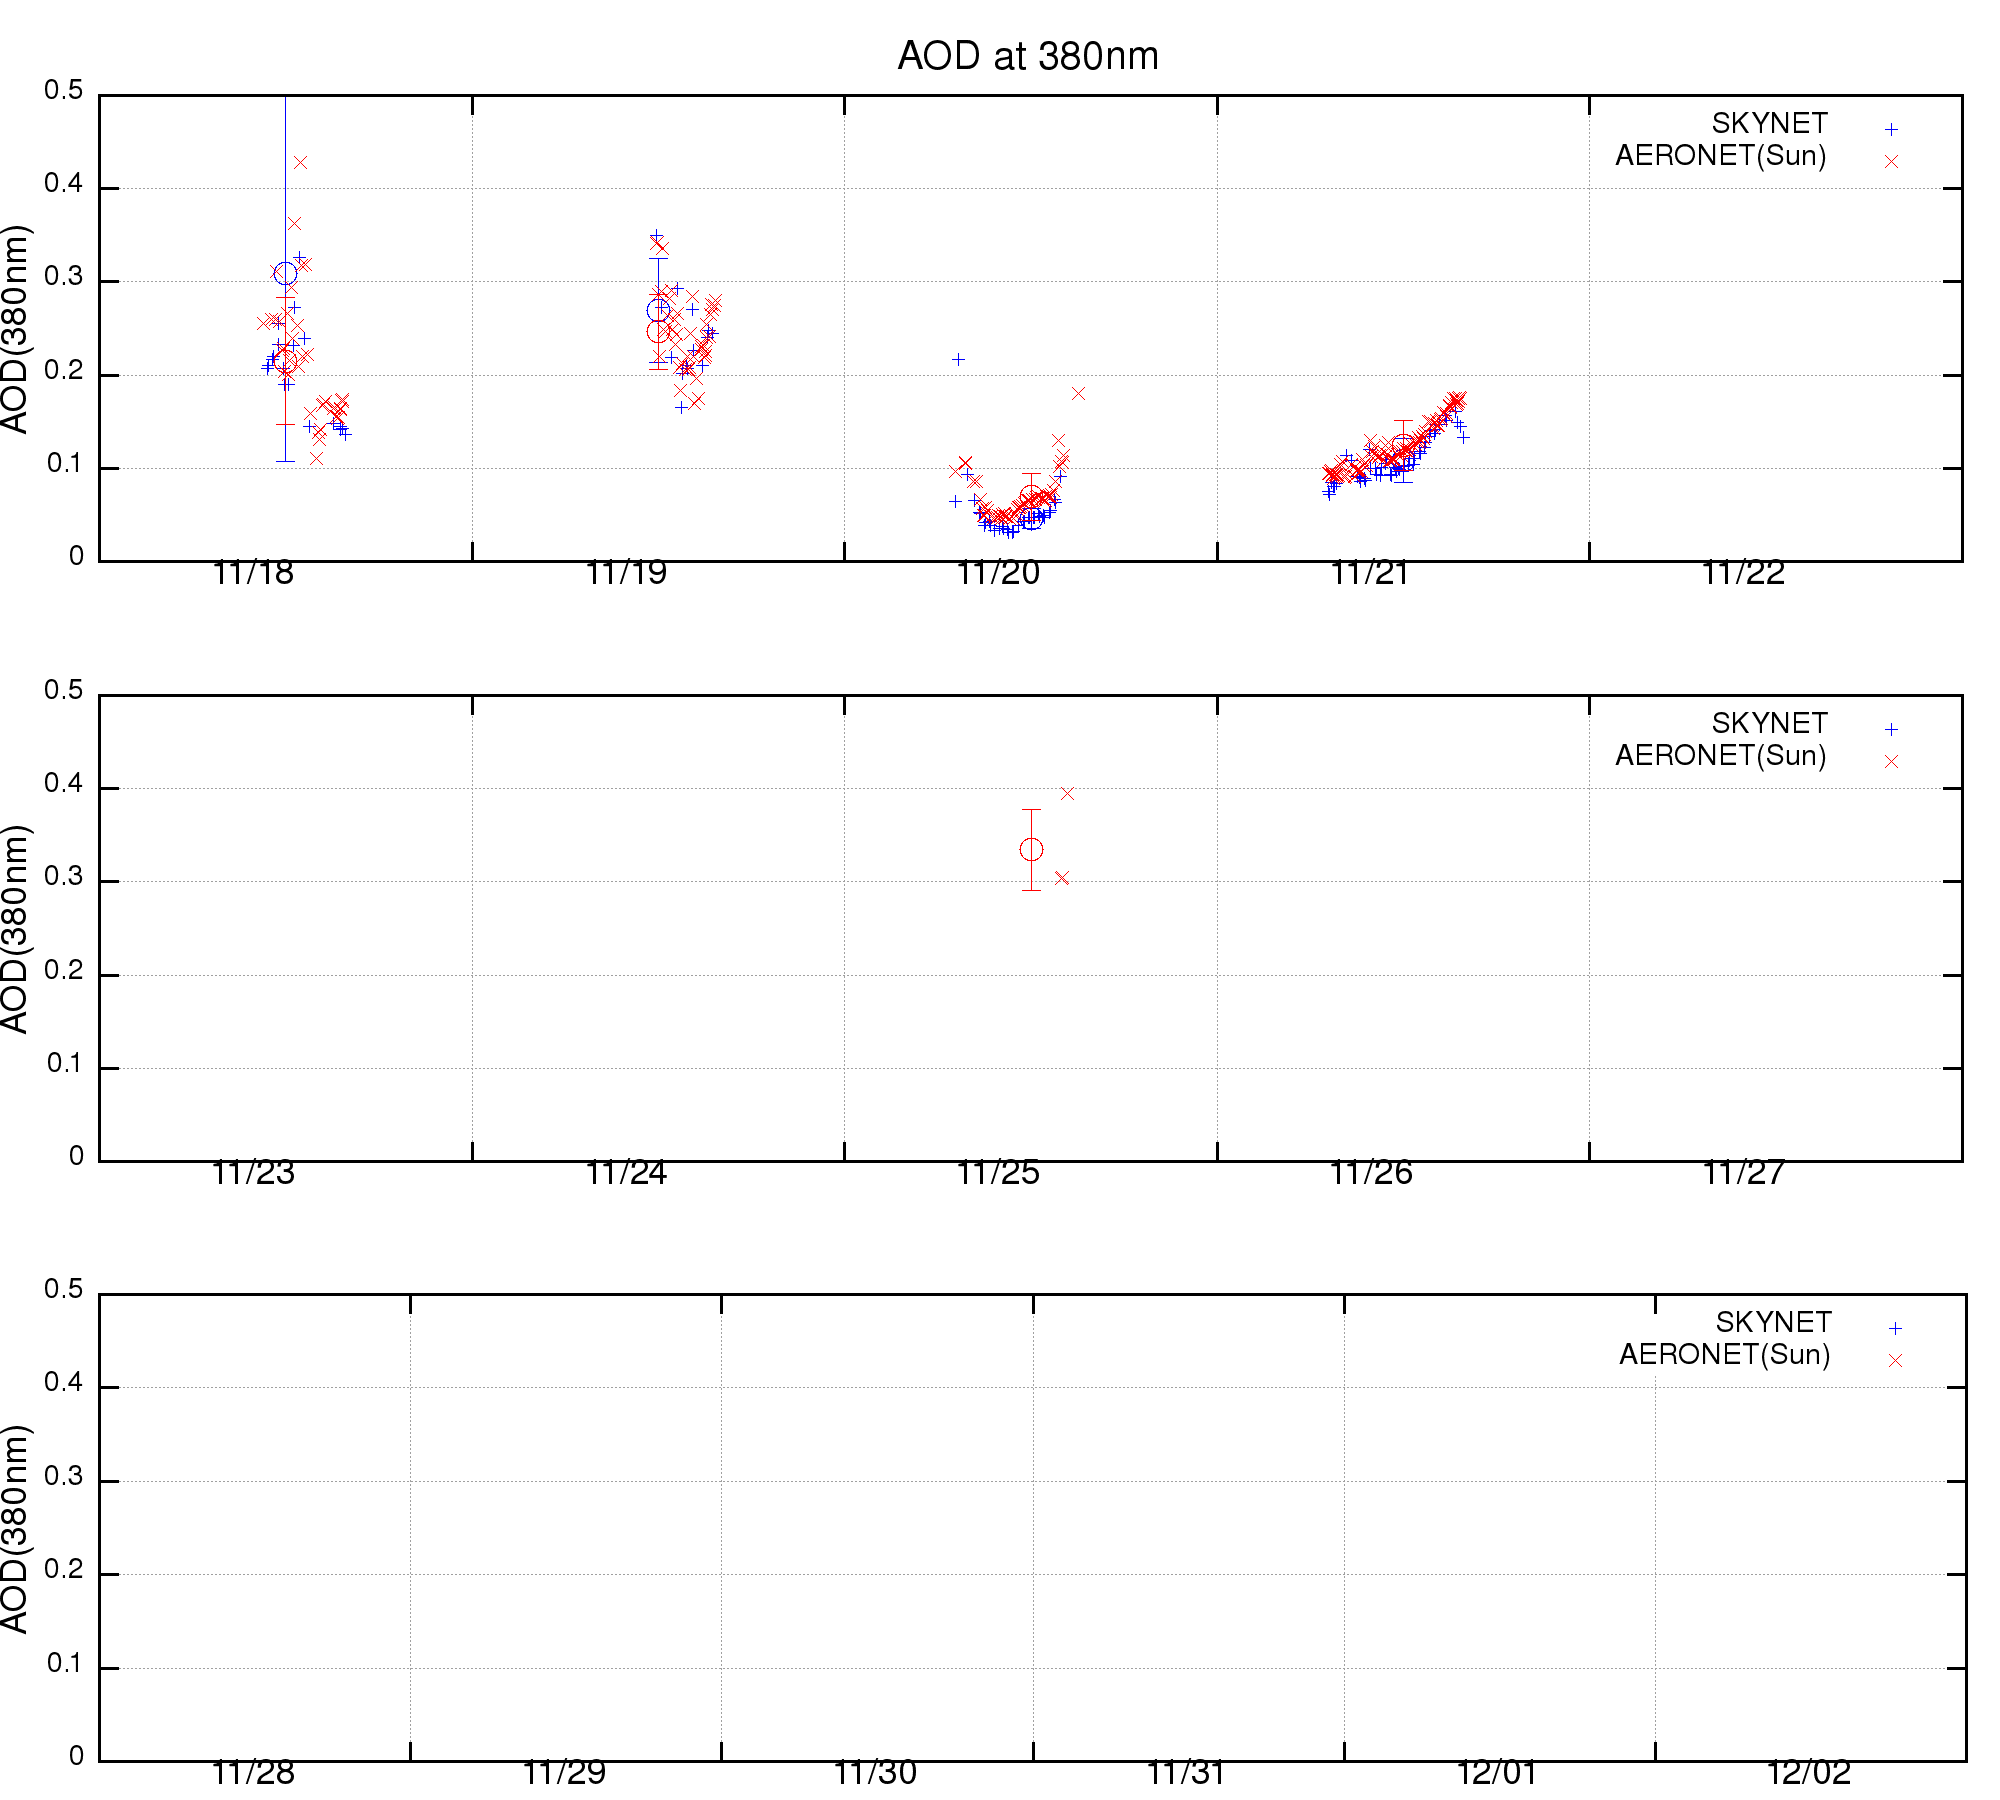 AOD at 380nm
0.5
0.4
0.3
0.2
0.1
0
AOD(380nm)
SKYNET
AERONET(Sun)
11/18 11/19 11/20 11/21 11/22
0.5
0.4
0.3
0.2
0.1
0
AOD(380nm)
SKYNET
AERONET(Sun)
11/23 11/24 11/25 11/26 11/27
0.5
0.4
0.3
0.2
0.1
0
AOD(380nm)
SKYNET
AERONET(Sun)
11/28 11/29 11/30 11/31 12/01 12/02